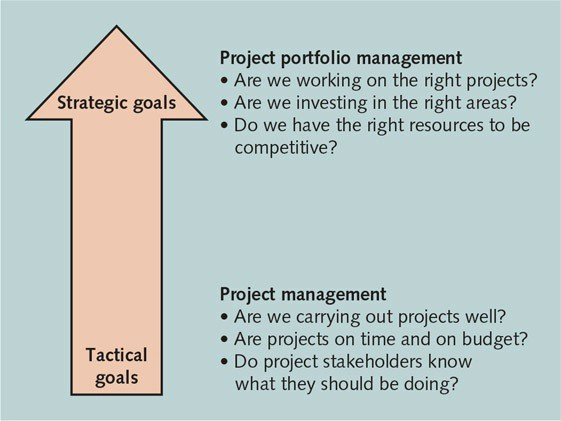 Strategic goals
Project portfolio management
• Are we working on the right projects?
• Are we investing in the right areas?
• Do we have the right resources to be
competitive?
Tactical
goals
Project management
• Are we carrying out projects well?
• Are projects on time and on budget?
• Do project stakeholders know
what they should be doing?